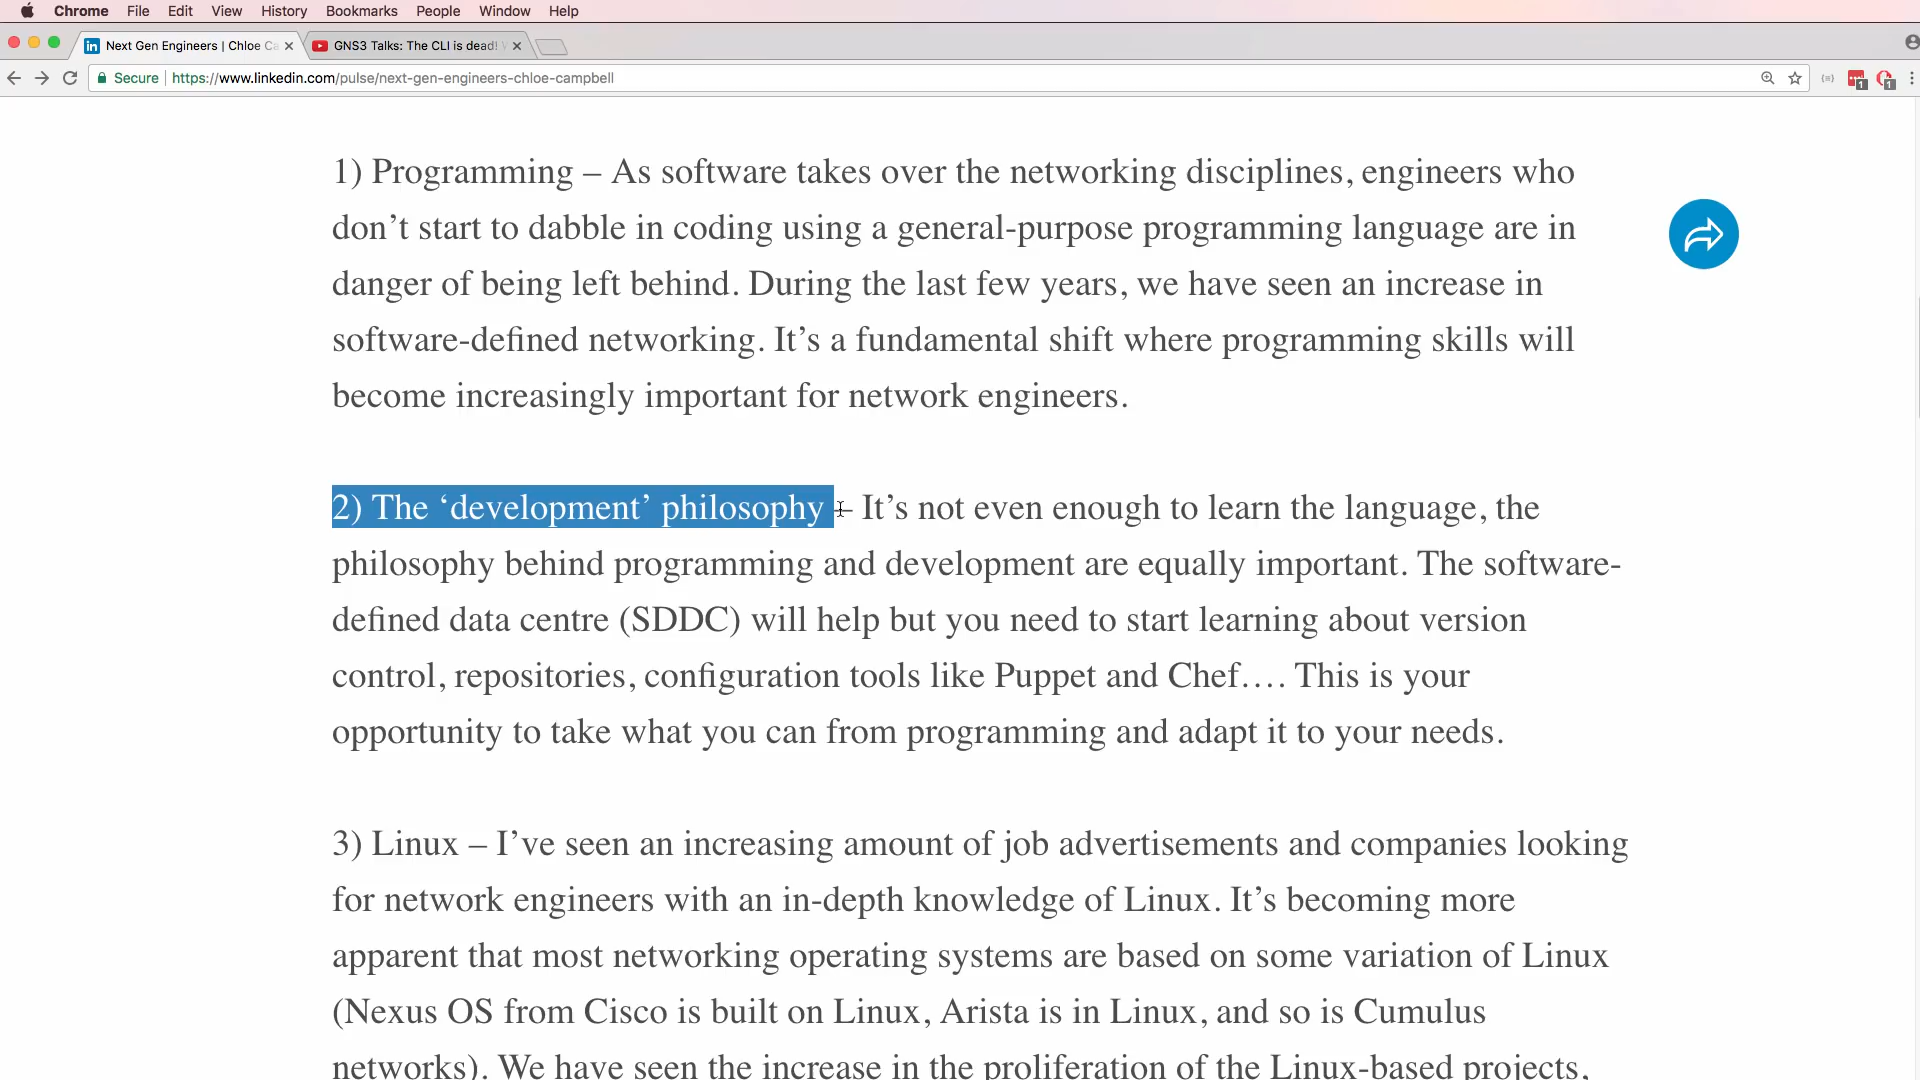 Chrome File Edit View History Bookmarks People Window Help
Next Gen Engineers | Chloe Ca
GNS3 Talks: The CLI is dead!
Secure https://www.linkedin.com/pulse/next-gen-engineers-chloe-campbell
1) Programming – As software takes over the networking disciplines, engineers who
don’t start to dabble in coding using a general-purpose programming language are in
danger of being left behind. During the last few years, we have seen an increase in
software-defined networking. It’s a fundamental shift where programming skills will
become increasingly important for network engineers.
2) The ‘development’ philosophy – It’s not even enough to learn the language, the
philosophy behind programming and development are equally important. The software-
defined data centre (SDDC) will help but you need to start learning about version
control, repositories, configuration tools like Puppet and Chef…. This is your
opportunity to take what you can from programming and adapt it to your needs.
3) Linux – I’ve seen an increasing amount of job advertisements and companies looking
for network engineers with an in-depth knowledge of Linux. It’s becoming more
apparent that most networking operating systems are based on some variation of Linux
(Nexus OS from Cisco is built on Linux, Arista is in Linux, and so is Cumulus
networks). We have seen the increase in the proliferation of the Linux-based projects,